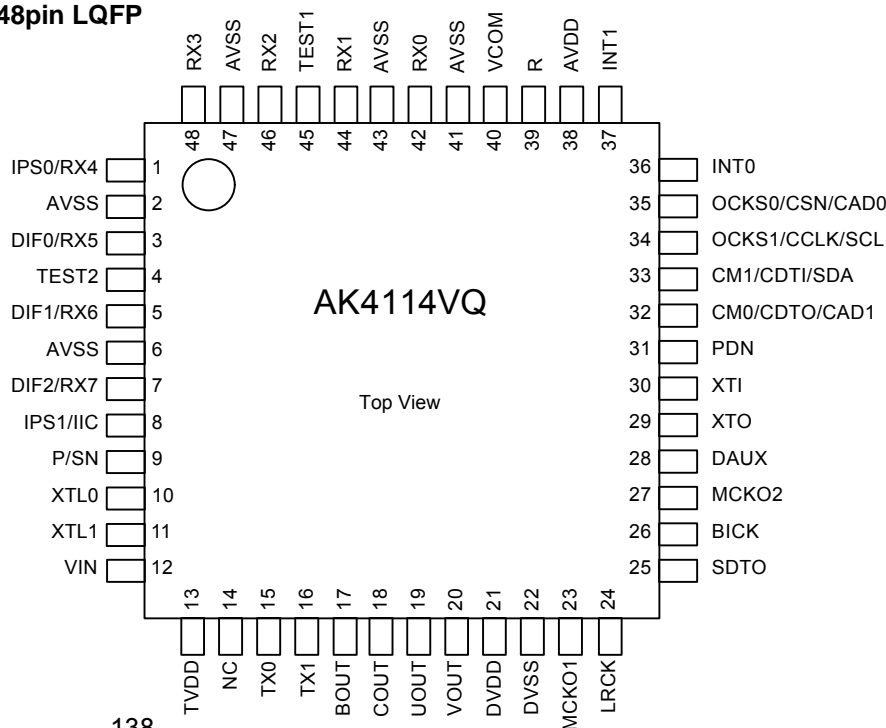 48pin LQFP
RX3
AVSS
RX2
TEST1
RX1
AVSS
RX0
AVSS
VCOM
R
AVDD
INT1
48
47
46
45
44
43
42
41
40
39
38
37
IPS0/RX4 1
AVSS 2
DIF0/RX5 3
TEST2 4
DIF1/RX6 5
AVSS 6
DIF2/RX7 7
IPS1/IIC 8
P/SN 9
XTL0 10
XTL1 11
VIN 12
AK4114VQ
Top View
36 INT0
35 OCKS0/CSN/CAD0
34 OCKS1/CCLK/SCL
33 CM1/CDTI/SDA
32 CM0/CDTO/CAD1
31 PDN
30 XTI
29 XTO
28 DAUX
27 MCKO2
26 BICK
25 SDTO
13
14
15
16
17
18
19
20
21
22
23
24
TVDD
NC
TX0
TX1
BOUT
COUT
UOUT
VOUT
DVDD
DVSS
MCKO1
LRCK
138